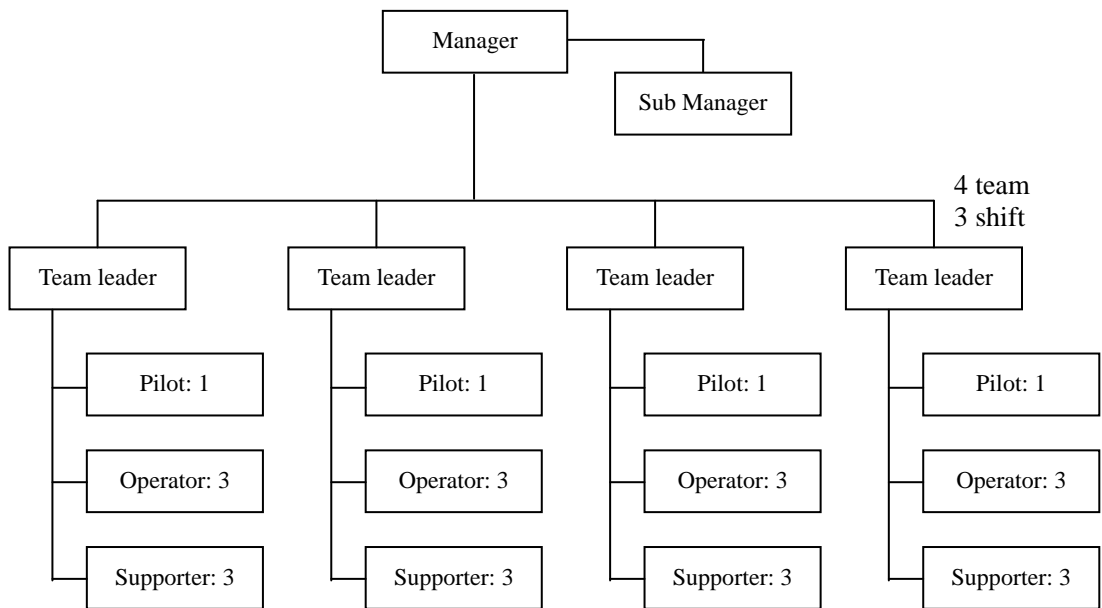 Manager
Sub Manager
4 team
3 shift
Team leader
Team leader
Team leader
Team leader
Pilot: 1
Pilot: 1
Pilot: 1
Pilot: 1
Operator: 3
Operator: 3
Operator: 3
Operator: 3
Supporter: 3
Supporter: 3
Supporter: 3
Supporter: 3